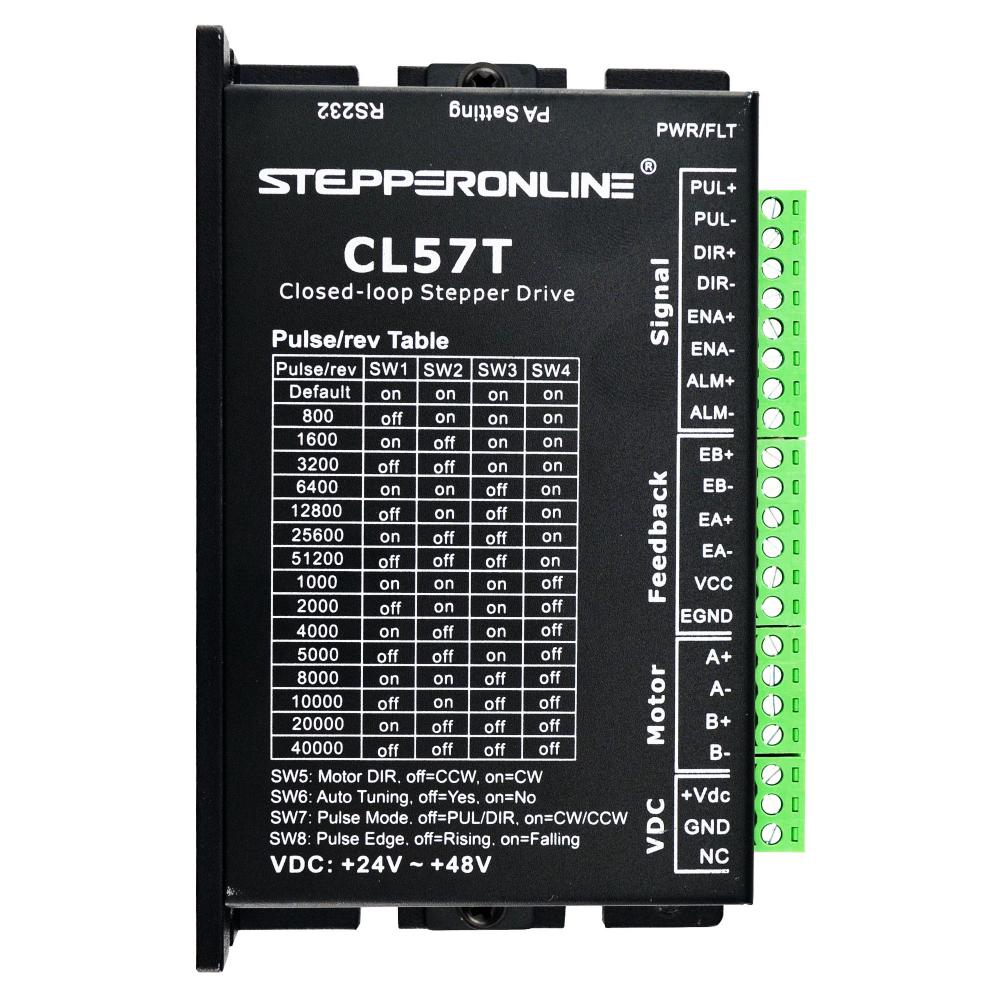 RS232 PA Setting
PWR/FLT
STEPPERONLINE®
CL57T
Closed-loop Stepper Drive
Pulse/rev Table
Pulse/rev SW1 SW2 SW3 SW4
Default on on on on
800 off on on on
1600 on off on on
3200 off off on on
6400 on on off on
12800 off on off on
25600 on off off on
51200 off off off on
1000 on on on off
2000 off on on off
4000 on off on off
5000 off off on off
8000 on on off off
10000 off on off off
20000 on off off off
40000 off off off off
SW5: Motor DIR, off=CCW, on=CW
SW6: Auto Tuning, off=Yes, on=No
SW7: Pulse Mode, off=PUL/DIR, on=CW/CCW
SW8: Pulse Edge, off=Rising, on=Falling
VDC: +24V ~ +48V
Signal
PUL+
PUL-
DIR+
DIR-
ENA+
ENA-
ALM+
ALM-
Feedback
EB+
EB-
EA+
EA-
VCC
EGND
Motor
A+
A-
B+
B-
VDC
+Vdc
GND
NC